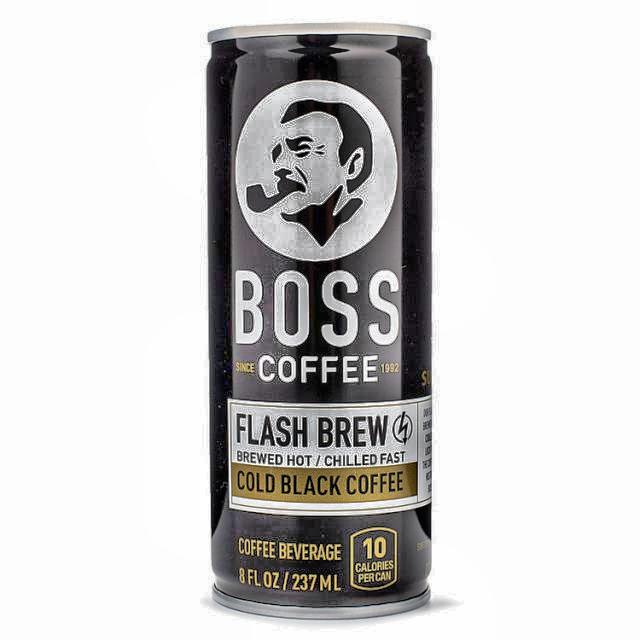 BOSS
SINCE COFFEE 1992
FLASH BREW
BREWED HOT / CHILLED FAST
COLD BLACK COFFEE
COFFEE BEVERAGE
8 FL OZ / 237 ML
10
CALORIES
PER CAN